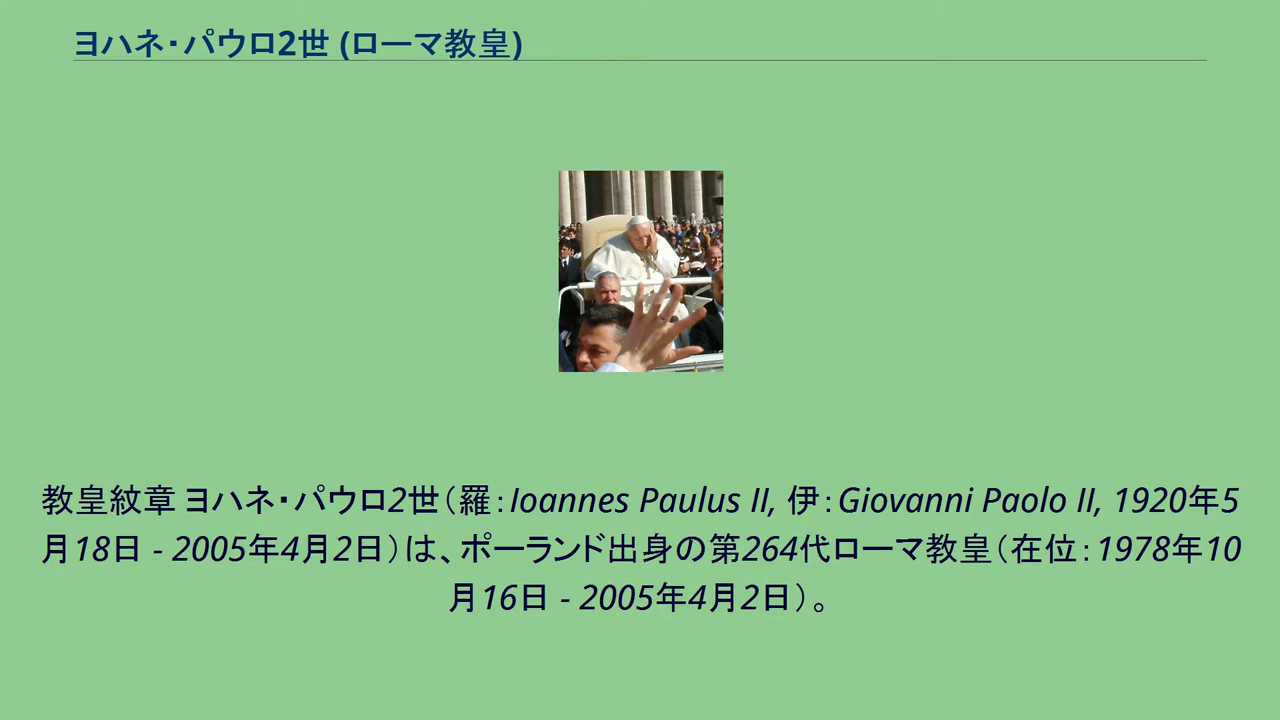 ヨハネ・パウロ2世 (ローマ教皇)
教皇紋章 ヨハネ・パウロ2世（羅：Ioannes Paulus II, 伊：Giovanni Paolo II, 1920年5
月18日 - 2005年4月2日）は、ポーランド出身の第264代ローマ教皇（在位：1978年10
月16日 - 2005年4月2日）。